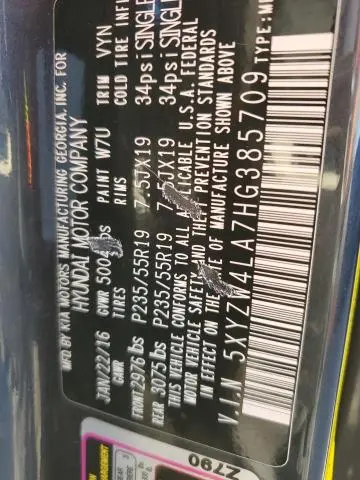 MFD BY KIA MOTORS MANUFACTURING GEORGIA, INC. FOR
HYUNDAI MOTOR COMPANY
JAN/22/16 GVWR 5004 lbs PAINT W7U TRIM VYN
GAWR TIRES RIMS COLD TIRE INFL
FRONT 2976 lbs P235/55R19 7.5JX19 34psi SINGLE
REAR 3075 lbs P235/55R19 7.5JX19 34psi SINGLE
THIS VEHICLE CONFORMS TO ALL APPLICABLE U.S.A. FEDERAL
MOTOR VEHICLE SAFETY AND THEFT PREVENTION STANDARDS
IN EFFECT ON THE DATE OF MANUFACTURE SHOWN ABOVE
V.I.N 5XYZW4LA7HG385709 TYPE:M
Z790